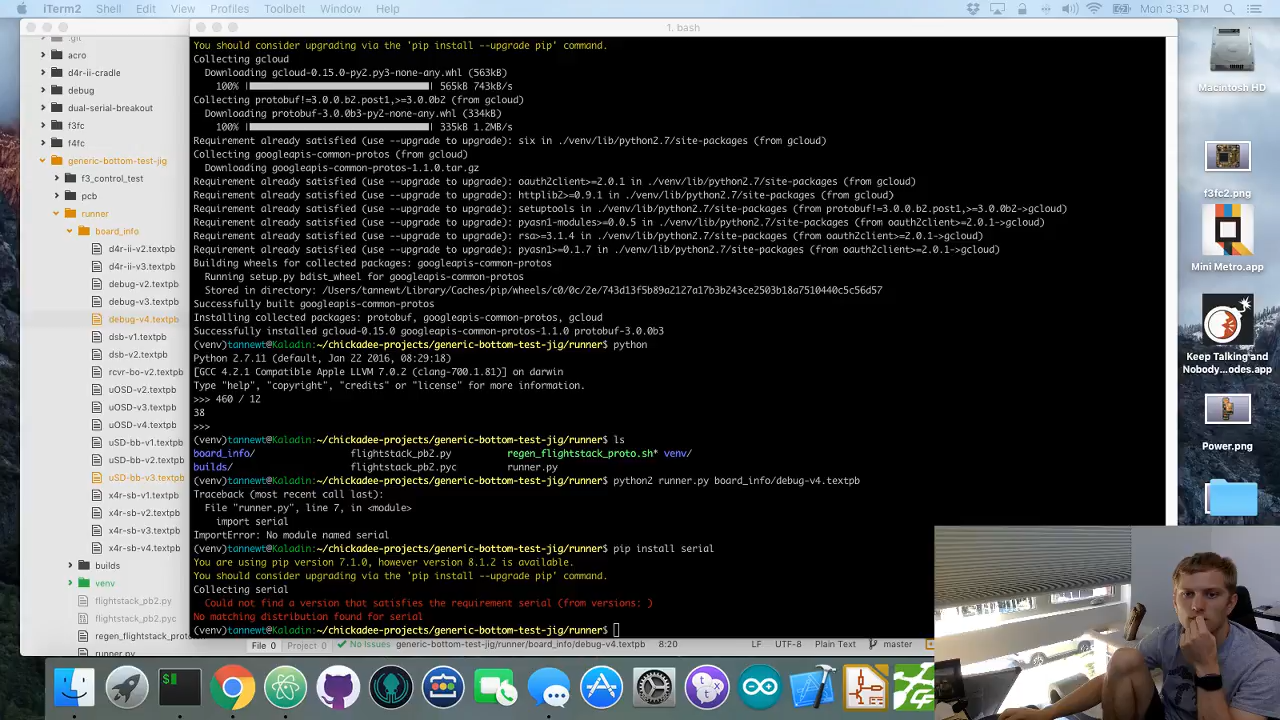 iTerm2 Shell Edit View Profiles Toolbelt Window Help Mon 3:33 PM
1. bash
.git
acro
d4r-ii-cradle
debug
dual-serial-breakout
f3fc
f4fc
generic-bottom-test-jig
f3_control_test
pcb
runner
board_info
d4r-ii-v2.textpb
d4r-ii-v3.textpb
debug-v2.textpb
debug-v3.textpb
debug-v4.textpb
dsb-v1.textpb
dsb-v2.textpb
rcvr-bo-v2.textpb
uOSD-v2.textpb
uOSD-v3.textpb
uOSD-v4.textpb
uSD-bb-v1.textpb
uSD-bb-v2.textpb
uSD-bb-v3.textpb
x4r-sb-v1.textpb
x4r-sb-v2.textpb
x4r-sb-v3.textpb
x4r-sb-v4.textpb
builds
venv
flightstack_pb2.py
flightstack_pb2.pyc
regen_flightstack_proto
runner.py
You should consider upgrading via the 'pip install --upgrade pip' command.
Collecting gcloud
Downloading gcloud-0.15.0-py2.py3-none-any.whl (563kB)
100% | | 565kB 743kB/s
Collecting protobuf!=3.0.0.b2.post1,>=3.0.0b2 (from gcloud)
Downloading protobuf-3.0.0b3-py2-none-any.whl (334kB)
100% | | 335kB 1.2MB/s
Requirement already satisfied (use --upgrade to upgrade): six in ./venv/lib/python2.7/site-packages (from gcloud)
Collecting googleapis-common-protos (from gcloud)
Downloading googleapis-common-protos-1.1.0.tar.gz
Requirement already satisfied (use --upgrade to upgrade): oauth2client>=2.0.1 in ./venv/lib/python2.7/site-packages (from gcloud)
Requirement already satisfied (use --upgrade to upgrade): httplib2>=0.9.1 in ./venv/lib/python2.7/site-packages (from gcloud)
Requirement already satisfied (use --upgrade to upgrade): setuptools in ./venv/lib/python2.7/site-packages (from protobuf!=3.0.0.b2.post1,>=3.0.0b2->gcloud)
Requirement already satisfied (use --upgrade to upgrade): pyasn1-modules>=0.0.5 in ./venv/lib/python2.7/site-packages (from oauth2client>=2.0.1->gcloud)
Requirement already satisfied (use --upgrade to upgrade): rsa>=3.1.4 in ./venv/lib/python2.7/site-packages (from oauth2client>=2.0.1->gcloud)
Requirement already satisfied (use --upgrade to upgrade): pyasn1>=0.1.7 in ./venv/lib/python2.7/site-packages (from oauth2client>=2.0.1->gcloud)
Building wheels for collected packages: googleapis-common-protos
Running setup.py bdist_wheel for googleapis-common-protos
Stored in directory: /Users/tannewt/Library/Caches/pip/wheels/c0/0c/2e/743d13f5b89a2127a17b3b243ce2503b18a7510440c5c56d57
Successfully built googleapis-common-protos
Installing collected packages: googleapis-common-protos, protobuf, gcloud
Successfully installed gcloud-0.15.0 googleapis-common-protos-1.1.0 protobuf-3.0.0b3
(venv)tannewt@Kaladin:~/chickadee-projects/generic-bottom-test-jig/runner$ python
Python 2.7.11 (default, Jan 22 2016, 08:29:18)
[GCC 4.2.1 Compatible Apple LLVM 7.0.2 (clang-700.1.81)] on darwin
Type "help", "copyright", "credits" or "license" for more information.
>>> 460 / 12
38
>>>
(venv)tannewt@Kaladin:~/chickadee-projects/generic-bottom-test-jig/runner$ ls
board_info/ flightstack_pb2.py regen_flightstack_proto.sh* venv/
builds/ flightstack_pb2.pyc runner.py
(venv)tannewt@Kaladin:~/chickadee-projects/generic-bottom-test-jig/runner$ python2 runner.py board_info/debug-v4.textpb
Traceback (most recent call last):
File "runner.py", line 7, in <module>
import serial
ImportError: No module named serial
(venv)tannewt@Kaladin:~/chickadee-projects/generic-bottom-test-jig/runner$ pip install serial
You are using pip version 7.1.0, however version 8.1.2 is available.
You should consider upgrading via the 'pip install --upgrade pip' command.
Collecting serial
Could not find a version that satisfies the requirement serial (from versions: )
No matching distribution found for serial
(venv)tannewt@Kaladin:~/chickadee-projects/generic-bottom-test-jig/runner$
File 0 Project 0 No Issues generic-bottom-test-jig/runner/board_info/debug-v4.textpb 8:20 LF UTF-8 Plain Text master
Macintosh HD
f3fc2.png
Mini Metro.app
Keep Talking and
Nobody...odes.app
Power.png